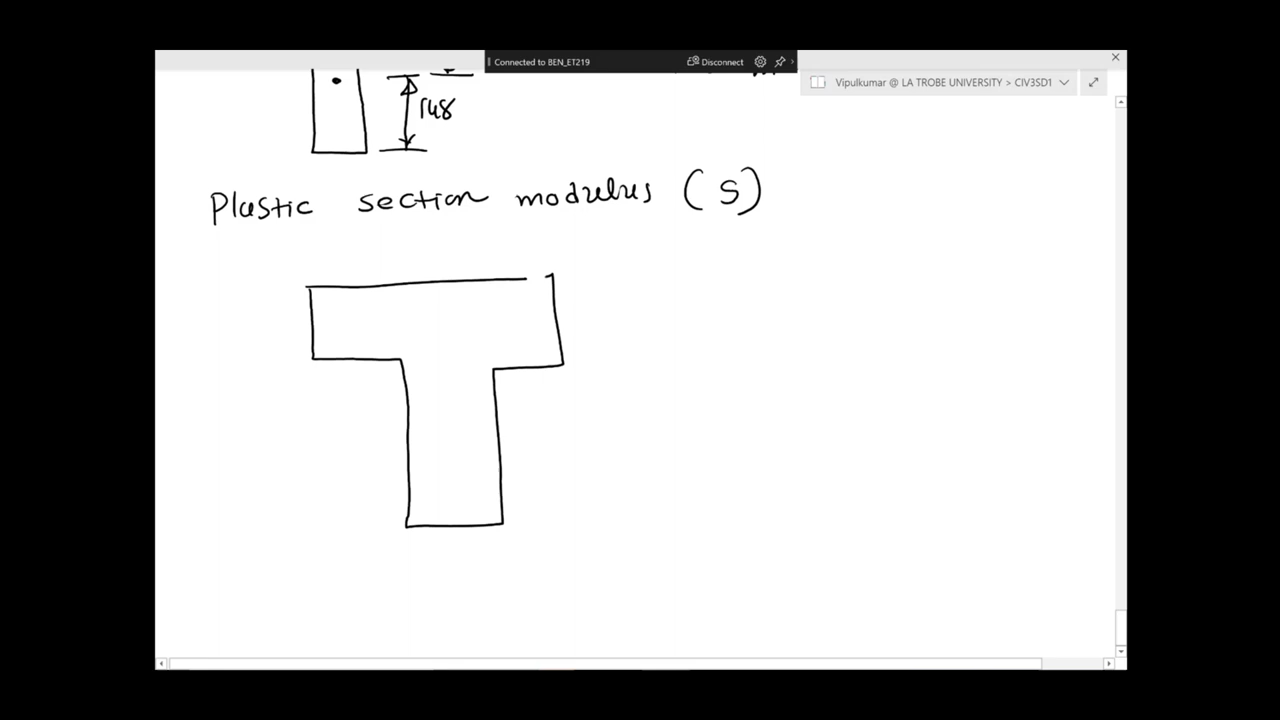 Connected to BEN_ET219
Disconnect
Vipulkumar @ LA TROBE UNIVERSITY > CIV3SD1
148
Plastic section modulus (S)